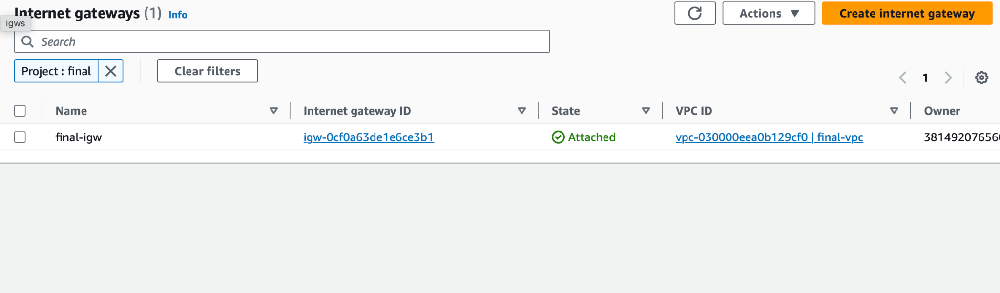 Internet gateways (1) Info
igws
Actions
Create internet gateway
Search
Project : final
Clear filters
1
Name
Internet gateway ID
State
VPC ID
Owner
final-igw
igw-0cf0a63de1e6ce3b1
Attached
vpc-030000eea0b129cf0 | final-vpc
38149207656